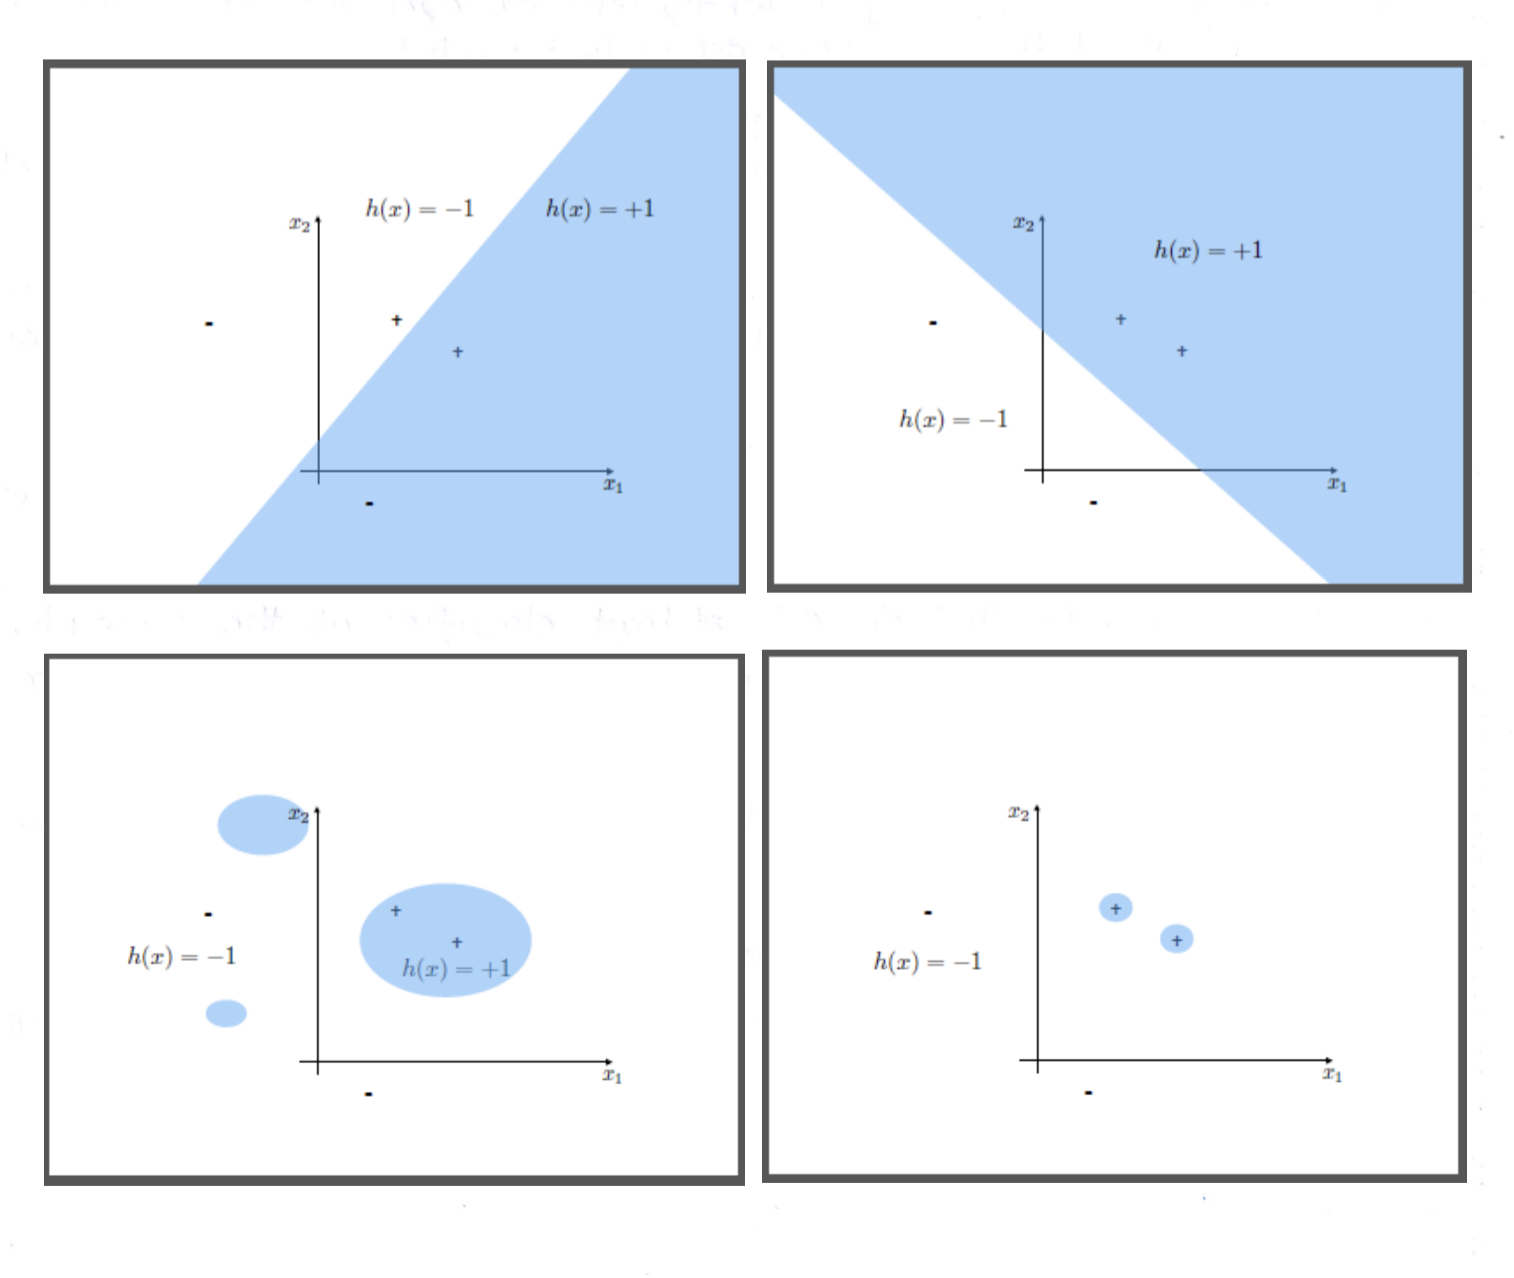 h(x) = −1 h(x) = +1
x₂
-
+
+
x₁
-
x₂
h(x) = +1
-
+
+
h(x) = −1
x₁
-
x₂
-
+
+
h(x) = −1
h(x) = +1
x₁
-
x₂
-
+
+
h(x) = −1
x₁
-